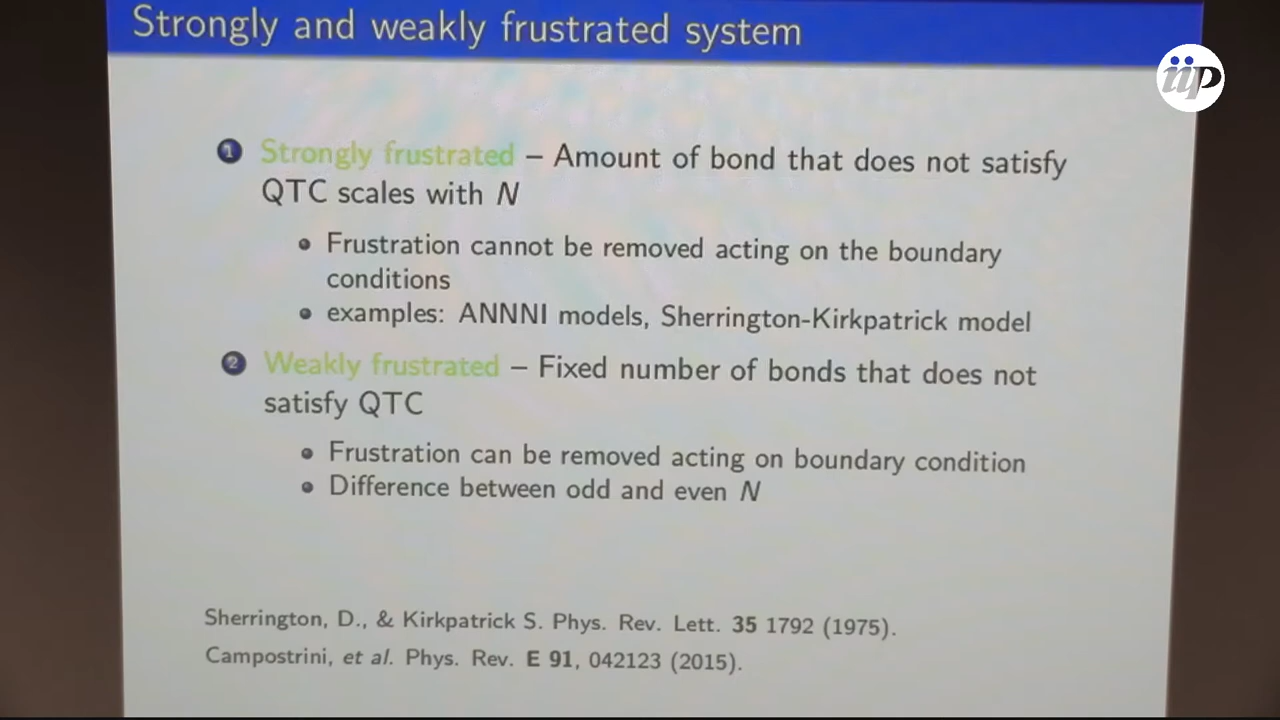 Strongly and weakly frustrated system
iip
1 Strongly frustrated – Amount of bond that does not satisfy
QTC scales with N
• Frustration cannot be removed acting on the boundary
conditions
• examples: ANNNI models, Sherrington-Kirkpatrick model
2 Weakly frustrated – Fixed number of bonds that does not
satisfy QTC
• Frustration can be removed acting on boundary condition
• Difference between odd and even N
Sherrington, D., & Kirkpatrick S. Phys. Rev. Lett. 35 1792 (1975).
Campostrini, et al. Phys. Rev. E 91, 042123 (2015).